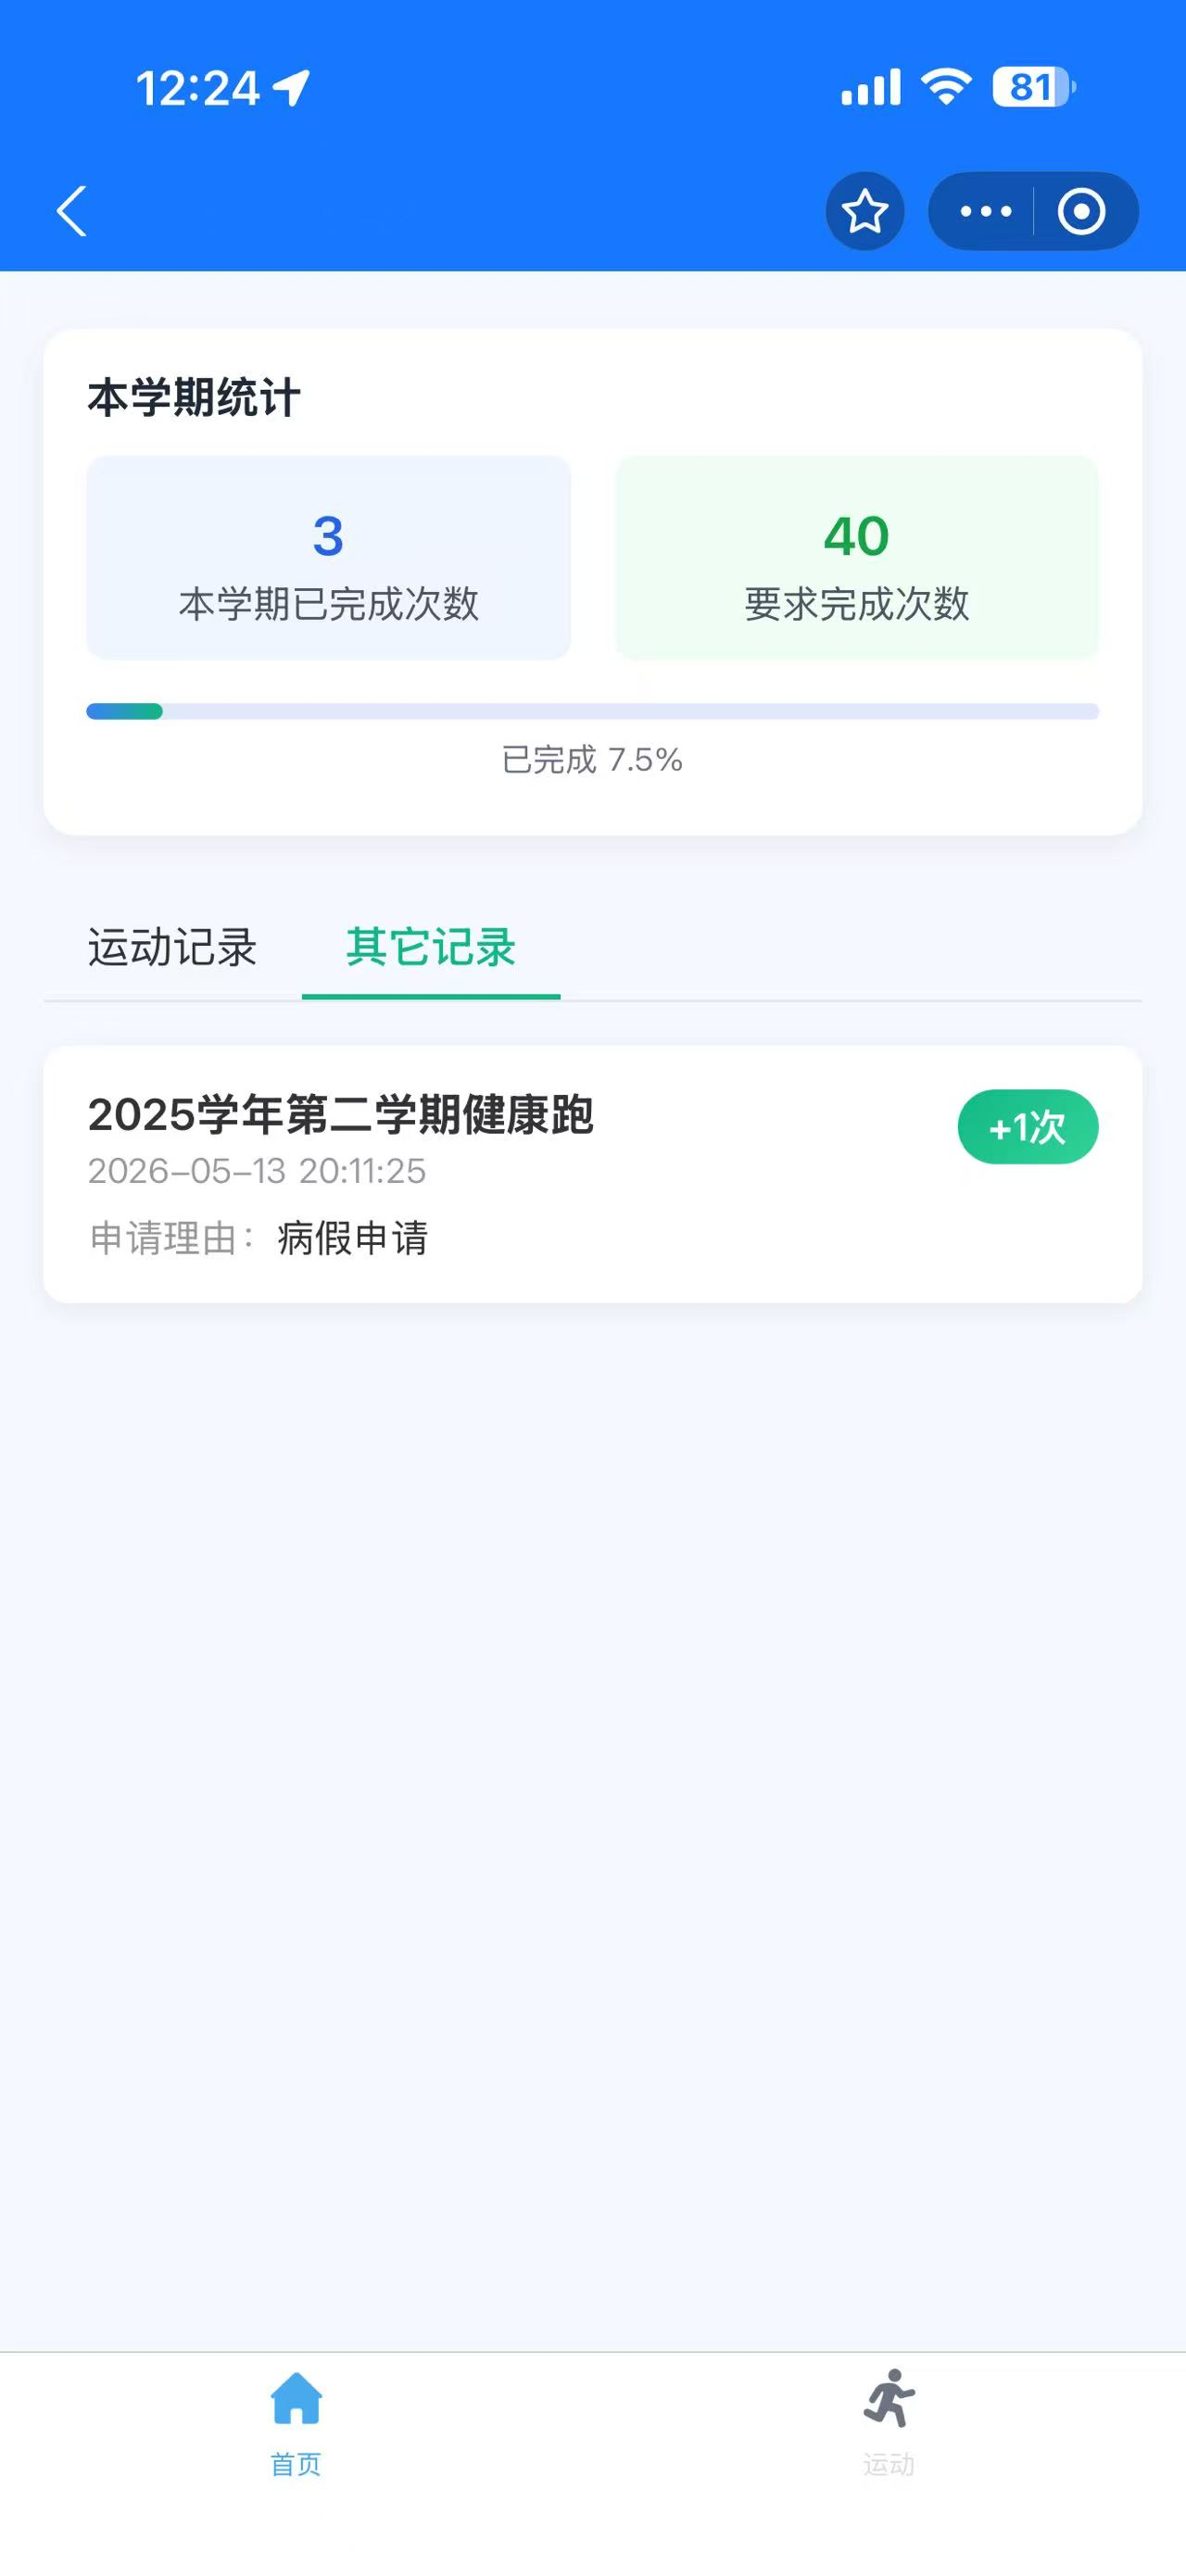 12:24
81
本学期统计
3
本学期已完成次数
40
要求完成次数
已完成 7.5%
运动记录
其它记录
2025学年第二学期健康跑
+1次
2026-05-13 20:11:25
申请理由：病假申请
首页
运动